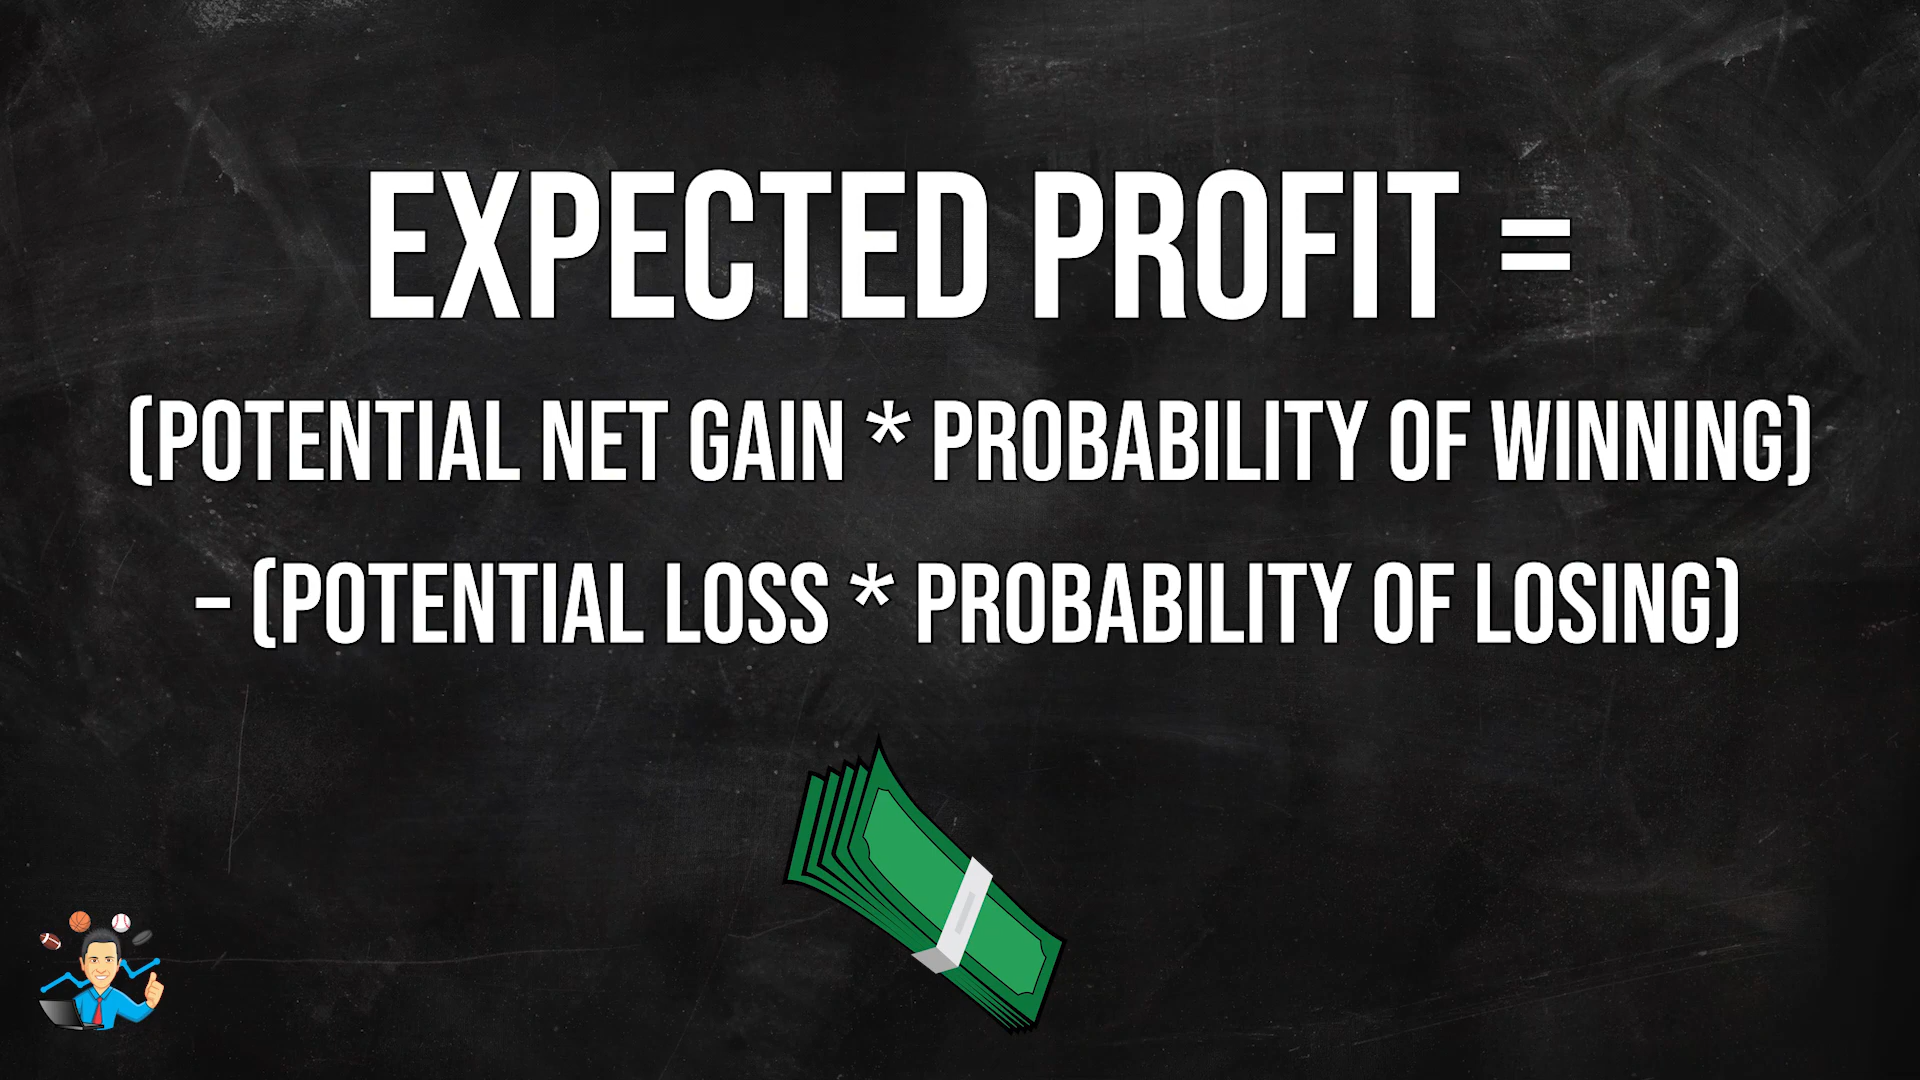 EXPECTED PROFIT =
(POTENTIAL NET GAIN * PROBABILITY OF WINNING)
– (POTENTIAL LOSS * PROBABILITY OF LOSING)